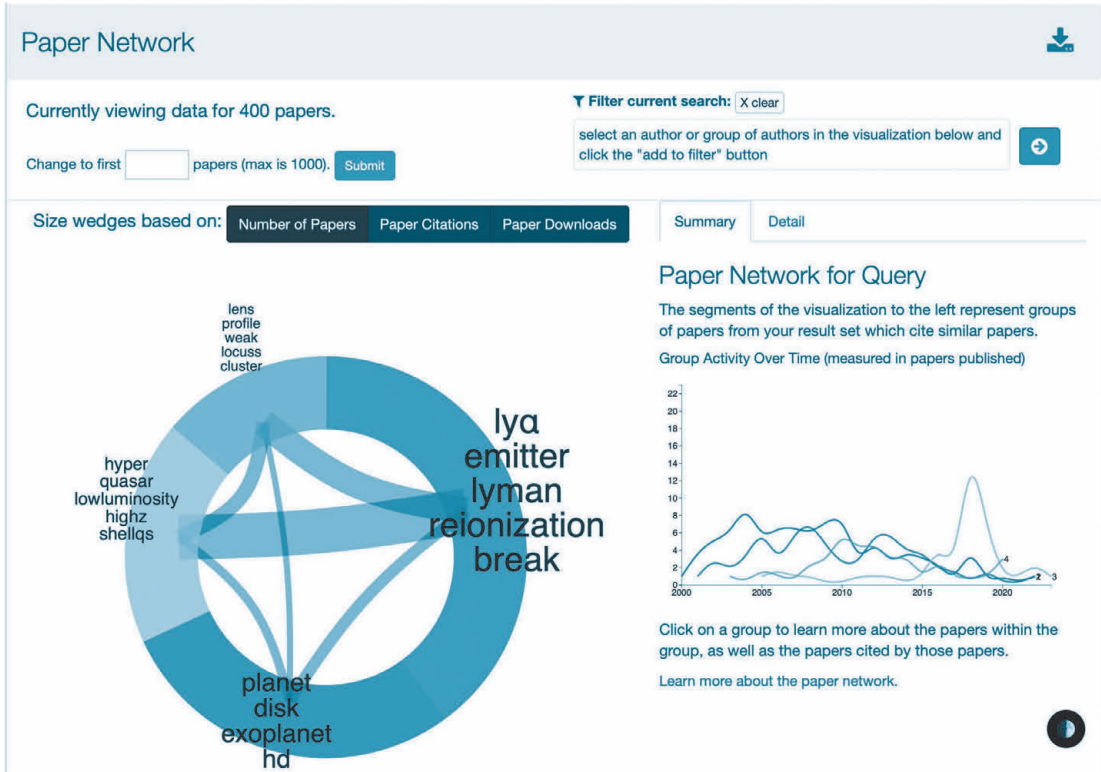 Paper Network
Currently viewing data for 400 papers.
Change to first papers (max is 1000). Submit
Filter current search: X clear
select an author or group of authors in the visualization below and
click the "add to filter" button
Size wedges based on: Number of Papers Paper Citations Paper Downloads
Summary Detail
lens
profile
weak
locuss
cluster
lyα
emitter
lyman
reionization
break
hyper
quasar
lowluminosity
highz
shellqs
planet
disk
exoplanet
hd
Paper Network for Query
The segments of the visualization to the left represent groups
of papers from your result set which cite similar papers.
Group Activity Over Time (measured in papers published)
22
20
18
16
14
12
10
8
6
4
2
0
2000 2005 2010 2015 2020
4
3
Click on a group to learn more about the papers within the
group, as well as the papers cited by those papers.
Learn more about the paper network.